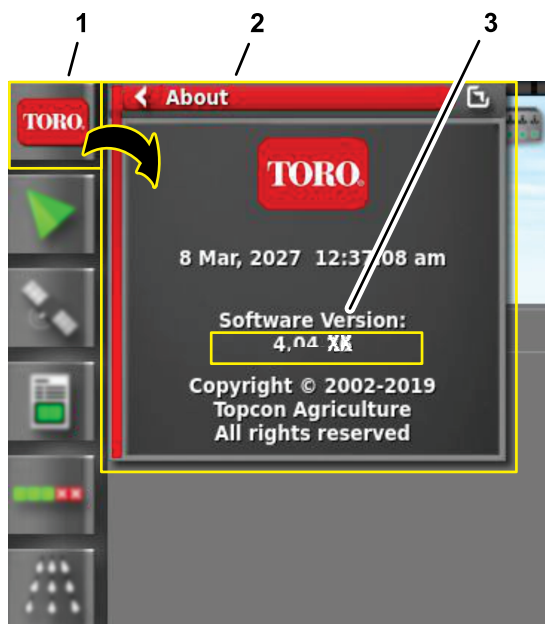 1 2 3
TORO.
About
TORO.
8 Mar, 2027 12:37:08 am
Software Version:
4.04 XX
Copyright © 2002-2019
Topcon Agriculture
All rights reserved